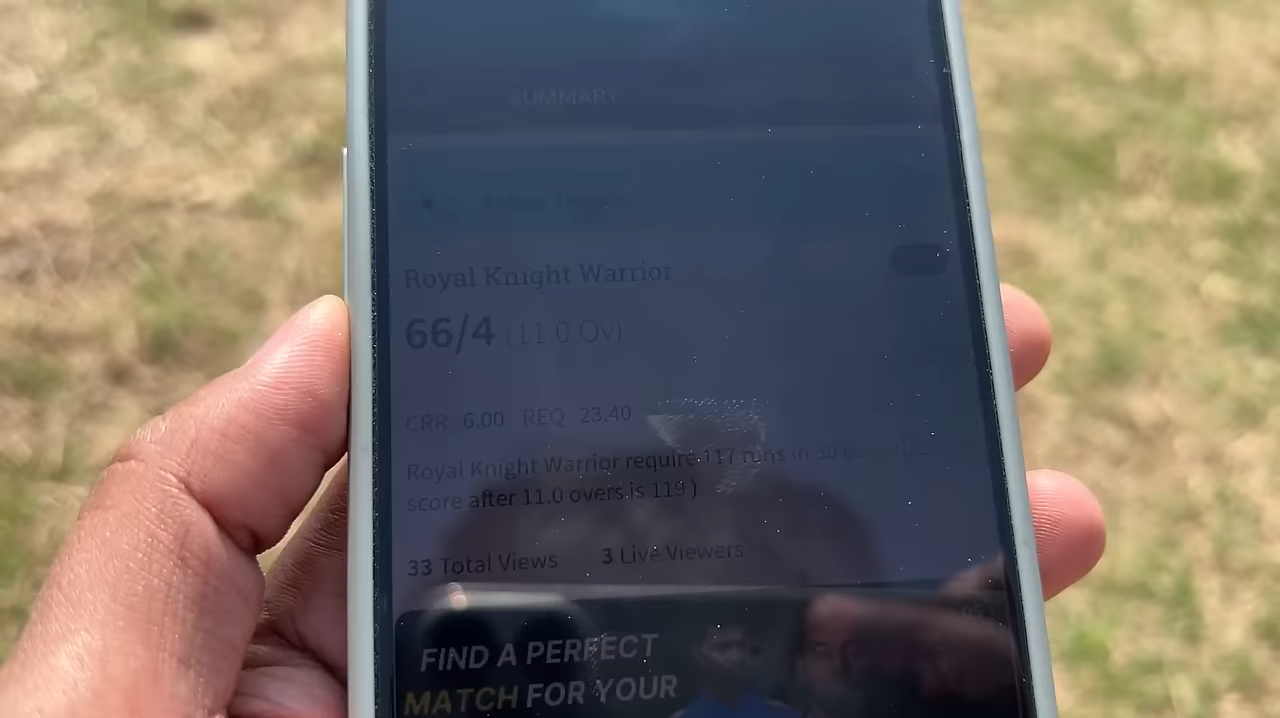 SUMMARY
Royal Knight Warrior
66/4 (11.0 Ov)
CRR 6.00 REQ 23.40
Royal Knight Warrior require 117 runs in 30
score after 11.0 overs is 119 )
33 Total Views 3 Live Viewers
FIND A PERFECT
MATCH FOR YOUR